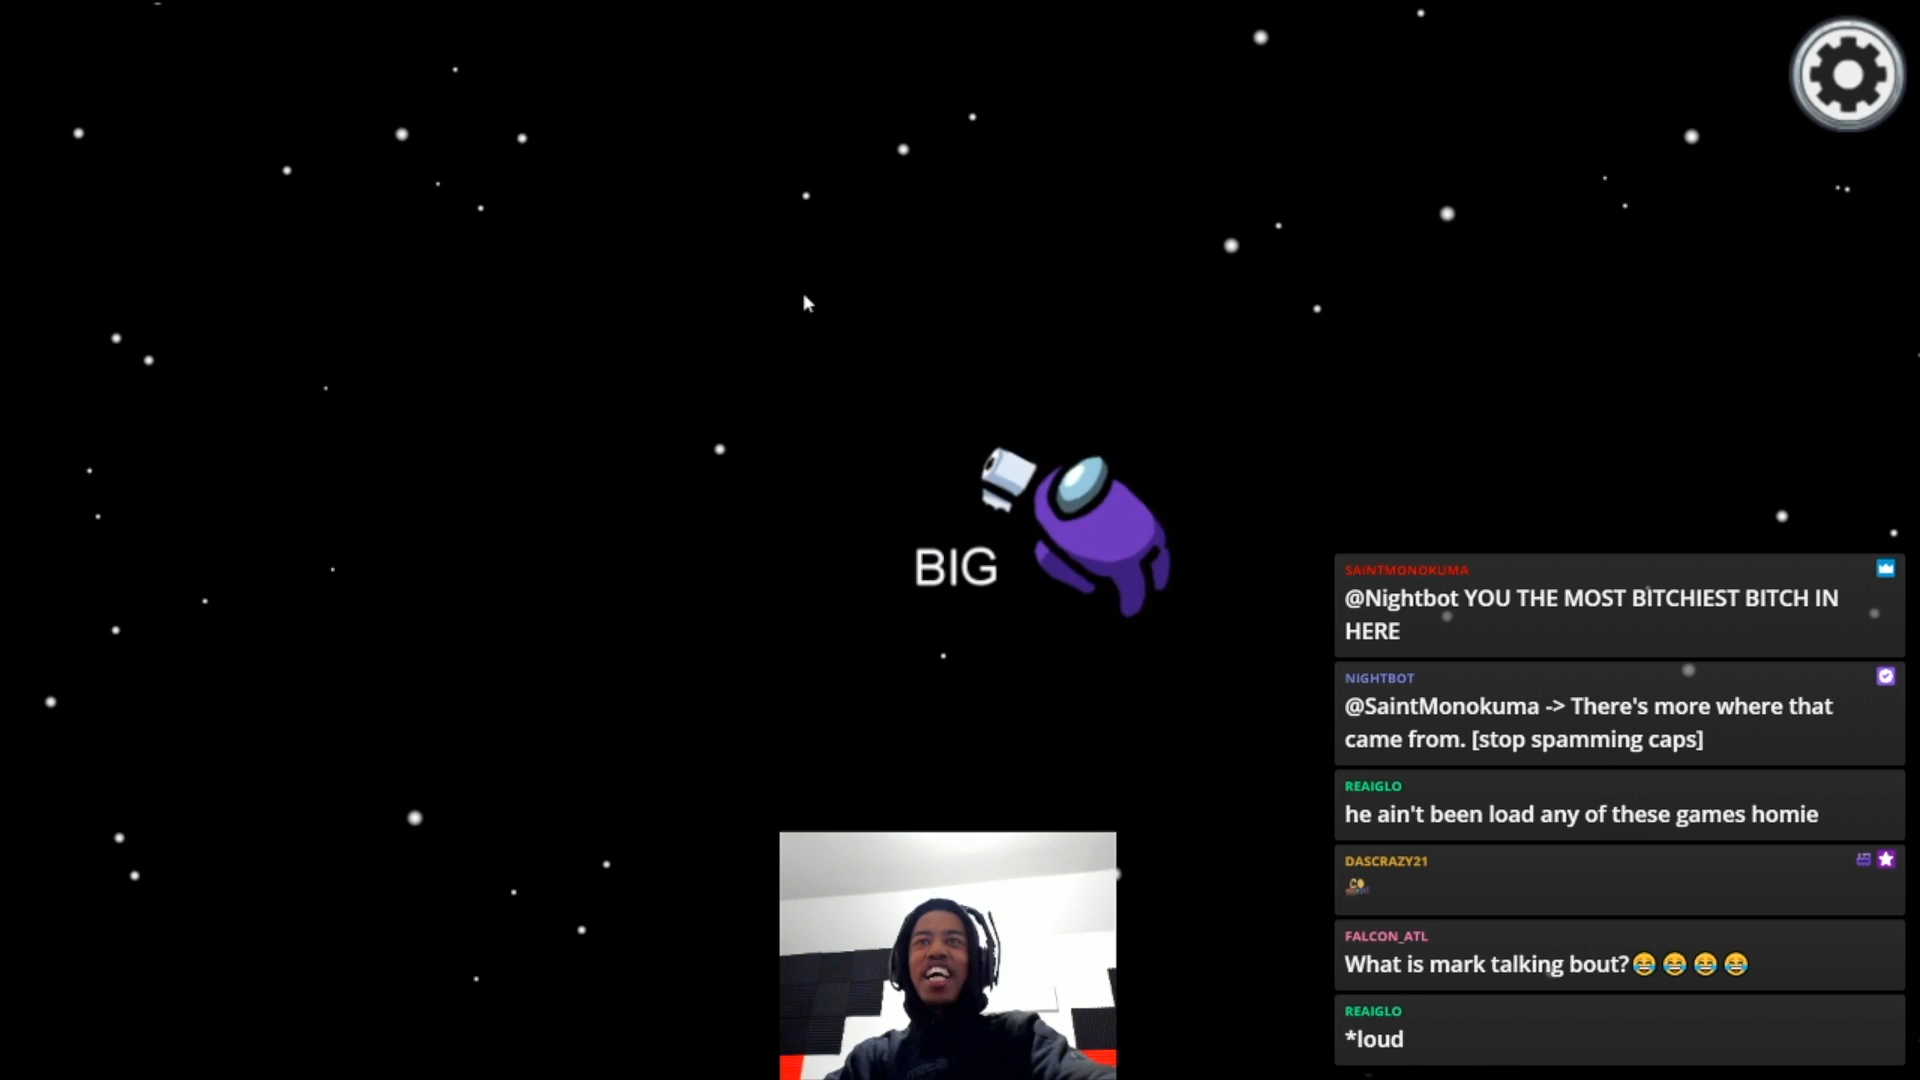 BIG
SAINTMONOKUMA
@Nightbot YOU THE MOST BITCHIEST BITCH IN
HERE
NIGHTBOT
@SaintMonokuma -> There's more where that
came from. [stop spamming caps]
REAIGLO
he ain't been load any of these games homie
DASCRAZY21
FALCON_ATL
What is mark talking bout?😂😂😂😂
REAIGLO
*loud